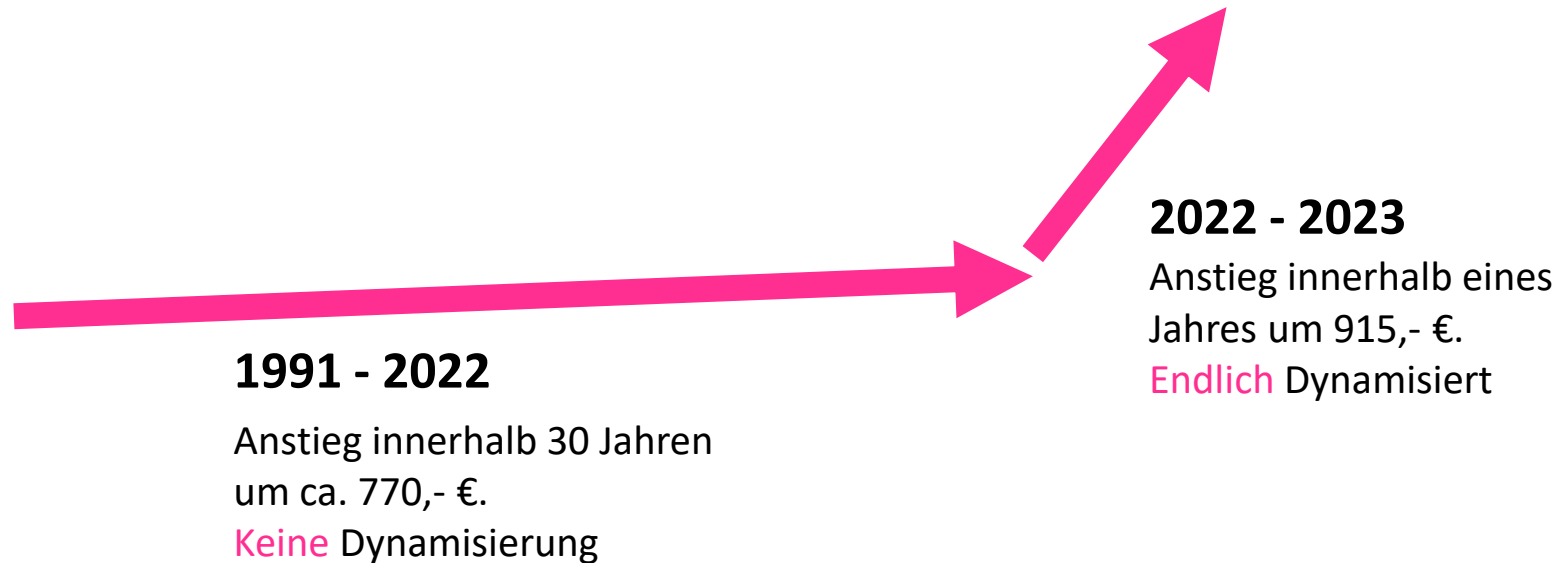 1991 - 2022
Anstieg innerhalb 30 Jahren
um ca. 770,- €.
Keine Dynamisierung
2022 - 2023
Anstieg innerhalb eines
Jahres um 915,- €.
Endlich Dynamisiert